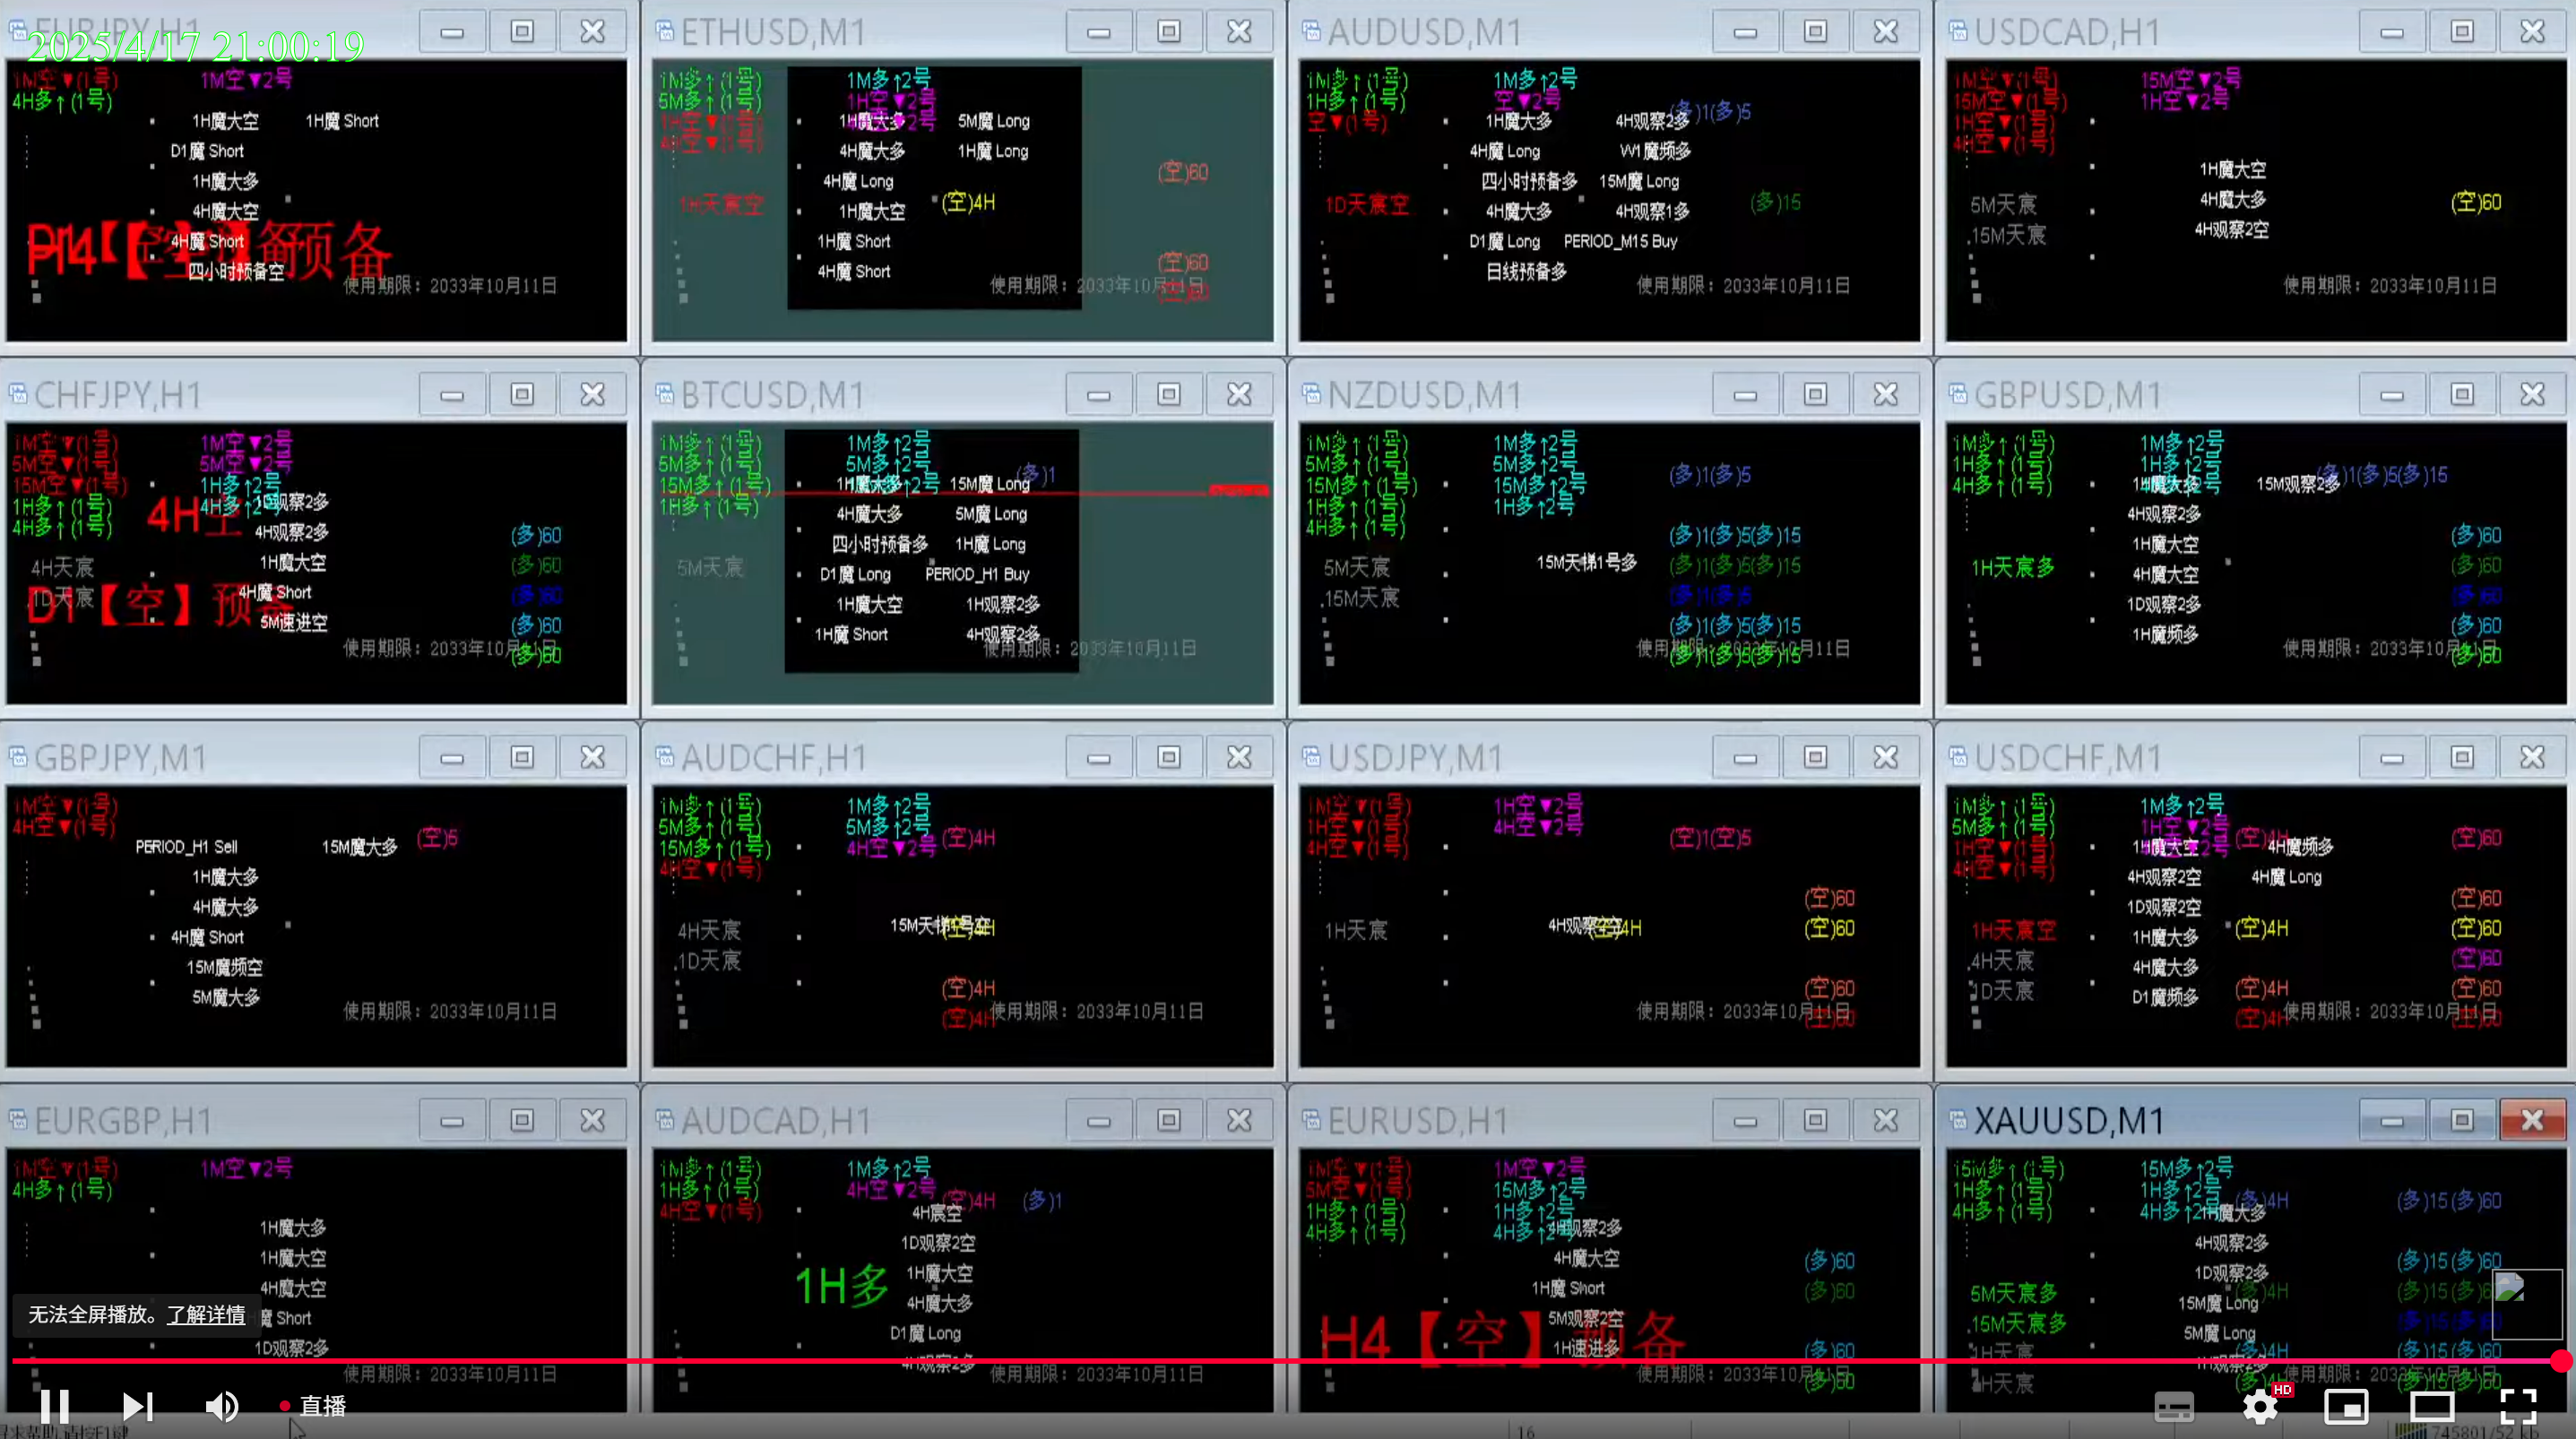 EURJPY,H1
2025/4/17 21:00:19
1M空▼(1号)
1M空▼2号
4H多↑(1号)
1H魔大空
1H魔 Short
D1魔 Short
1H魔大多
4H魔大空
4H魔 Short
四小时预备空
使用期限：2033年10月11日
ETHUSD,M1
1M多↑(1号)
1M多↑2号
5M多↑(1号)
1H空▼2号
1H空▼(1号)
4H空▼(1号)
1H魔大多
5M魔 Long
4H魔大多
1H魔 Long
(空)60
4H魔 Long
1H天宸空
(空)4H
1H魔大空
1H魔 Short
(空)60
4H魔 Short
使用期限：2033年10月11日
(空)60
AUDUSD,M1
1M多↑(1号)
1M多↑2号
1H多↑(1号)
空▼2号
空▼(1号)
(多)1(多)5
1H魔大多
4H观察2多
4H魔 Long
W1魔频多
四小时预备多
15M魔 Long
1D天宸空
(多)15
4H魔大多
4H观察1多
D1魔 Long
PERIOD_M15 Buy
日线预备多
使用期限：2033年10月11日
USDCAD,H1
1M空▼(1号)
15M空▼2号
15M空▼(1号)
1H空▼2号
1H空▼(1号)
4H空▼(1号)
1H魔大空
4H魔大多
5M天宸
(空)60
15M天宸
4H观察2空
使用期限：2033年10月11日
CHFJPY,H1
1M空▼(1号)
1M空▼2号
5M空▼(1号)
5M空▼2号
15M空▼(1号)
1H多↑2号
1H多↑(1号)
4H多↑2号
4H多↑(1号)
4H空
1D观察2多
4H观察2多
(多)60
1H魔大空
(多)60
4H天宸
4H魔 Short
(多)60
1D天宸
D1【空】预备
5M速进空
(多)60
使用期限：2033年10月11日
(多)60
BTCUSD,M1
1M多↑(1号)
1M多↑2号
5M多↑(1号)
5M多↑2号
(多)1
15M多↑(1号)
1H魔大多
15M魔 Long
1H多↑(1号)
4H魔大多
5M魔 Long
四小时预备多
1H魔 Long
5M天宸
D1魔 Long
PERIOD_H1 Buy
1H魔大空
1H观察2多
1H魔 Short
4H观察2多
使用期限：2033年10月11日
NZDUSD,M1
1M多↑(1号)
1M多↑2号
5M多↑(1号)
5M多↑2号
(多)1(多)5
15M多↑(1号)
15M多↑2号
1H多↑(1号)
1H多↑2号
4H多↑(1号)
(多)1(多)5(多)15
5M天宸
15M天梯1号多
(多)1(多)5(多)15
15M天宸
(多)1(多)5
(多)1(多)5(多)15
使用期限：2033年10月11日
(多)1(多)5(多)15
GBPUSD,M1
1M多↑(1号)
1M多↑2号
1H多↑(1号)
1H多↑2号
4H多↑(1号)
(多)1(多)5(多)15
1H魔大多
15M观察2多
4H观察2多
1H魔大空
(多)60
1H天宸多
4H魔大空
(多)60
1D观察2多
(多)60
1H魔频多
(多)60
使用期限：2033年10月11日
(多)60
GBPJPY,M1
1M空▼(1号)
4H空▼(1号)
PERIOD_H1 Sell
15M魔大多
(空)5
1H魔大多
4H魔大多
4H魔 Short
15M魔频空
5M魔大多
使用期限：2033年10月11日
AUDCHF,H1
1M多↑(1号)
1M多↑2号
5M多↑(1号)
5M多↑2号
15M多↑(1号)
4H空▼2号
(空)4H
4H空▼(1号)
4H天宸
(空)4H
1D天宸
(空)4H
(空)4H
使用期限：2033年10月11日
USDJPY,M1
1M空▼(1号)
1H空▼2号
1H空▼(1号)
4H空▼2号
4H空▼(1号)
(空)1(空)5
(空)60
1H天宸
4H观察2空
(空)4H
(空)60
(空)60
使用期限：2033年10月11日
(空)60
USDCHF,M1
1M多↑(1号)
1M多↑2号
5M多↑(1号)
1H空▼2号
1H空▼(1号)
4H空▼(1号)
(空)4H
(空)60
1H魔大空
4H魔频多
4H观察2空
4H魔 Long
1D观察2空
(空)60
1H天宸空
1H魔大多
(空)4H
(空)60
4H天宸
4H魔大多
(空)60
1D天宸
D1魔频多
(空)4H
(空)60
(空)4H
使用期限：2033年10月11日
(空)60
EURGBP,H1
1M空▼(1号)
1M空▼2号
4H多↑(1号)
1H魔大多
1H魔大空
4H魔大空
魔 Short
1D观察2多
使用期限：2033年10月11日
AUDCAD,H1
1M多↑(1号)
1M多↑2号
1H多↑(1号)
4H空▼2号
4H空▼(1号)
(空)4H
(多)1
4H宸空
1D观察2空
1H多
1H魔大空
4H魔大多
D1魔 Long
4H观察2多
使用期限：2033年10月11日
EURUSD,H1
1M空▼(1号)
1M空▼2号
5M空▼(1号)
15M多↑2号
1H多↑(1号)
1H多↑2号
4H多↑(1号)
4H多↑2号
4H观察2多
4H魔大空
(多)60
1H魔 Short
(多)60
H4【空】预备
5M观察2空
1H速进多
(多)60
使用期限：2033年10月11日
(多)60
XAUUSD,M1
15M多↑(1号)
15M多↑2号
1H多↑(1号)
1H多↑2号
4H多↑(1号)
4H多↑2号
(多)4H
(多)15(多)60
1H魔大多
4H观察2多
1D观察2多
(多)15(多)60
5M天宸多
15M魔 Long
15M天宸多
5M魔 Long
1H天宸
(多)4H
(多)15(多)60
4H天宸
使用期限：2033年10月11日
无法全屏播放。了解详情
直播
HD
16
745801/52 kb